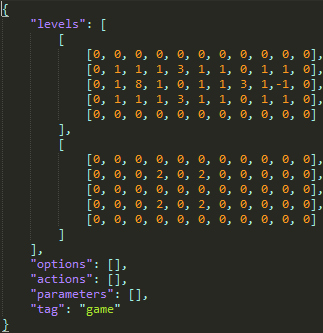 {
    "levels": [
        [
            [0, 0, 0, 0, 0, 0, 0, 0, 0, 0, 0],
            [0, 1, 1, 1, 3, 1, 1, 0, 1, 1, 0],
            [0, 1, 8, 1, 0, 1, 1, 3, 1,-1, 0],
            [0, 1, 1, 1, 3, 1, 1, 0, 1, 1, 0],
            [0, 0, 0, 0, 0, 0, 0, 0, 0, 0, 0]
        ],
        [
            [0, 0, 0, 0, 0, 0, 0, 0, 0, 0, 0],
            [0, 0, 0, 2, 0, 2, 0, 0, 0, 0, 0],
            [0, 0, 0, 0, 0, 0, 0, 0, 0, 0, 0],
            [0, 0, 0, 2, 0, 2, 0, 0, 0, 0, 0],
            [0, 0, 0, 0, 0, 0, 0, 0, 0, 0, 0]
        ]
    ],
    "options": [],
    "actions": [],
    "parameters": [],
    "tag": "game"
}